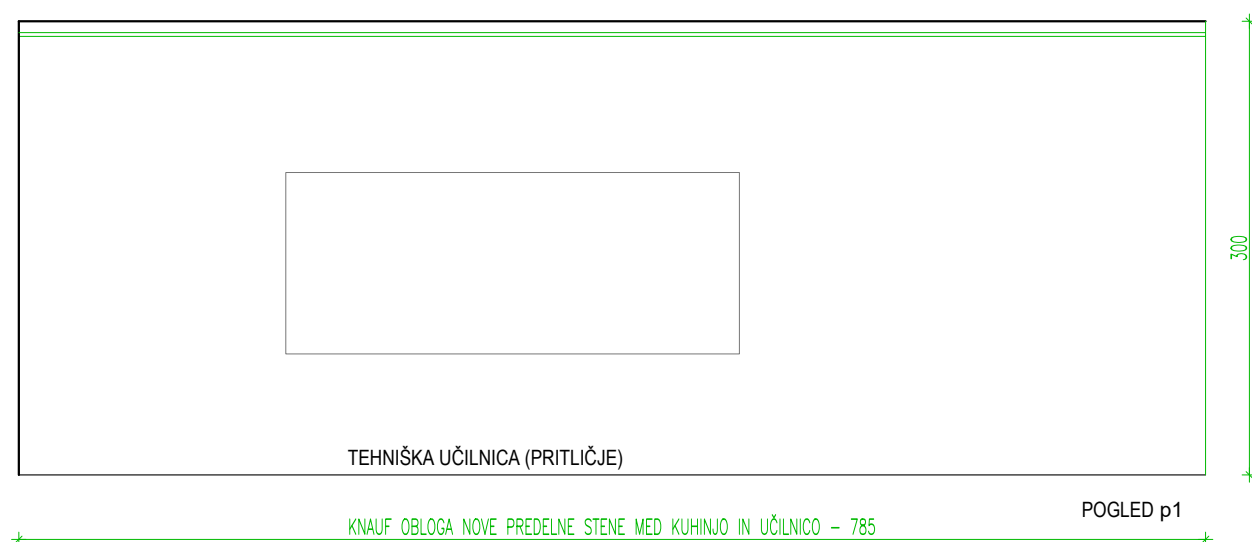 300
TEHNIŠKA UČILNICA (PRITLIČJE)
POGLED p1
KNAUF OBLOGA NOVE PREDELNE STENE MED KUHINJO IN UČILNICO – 785